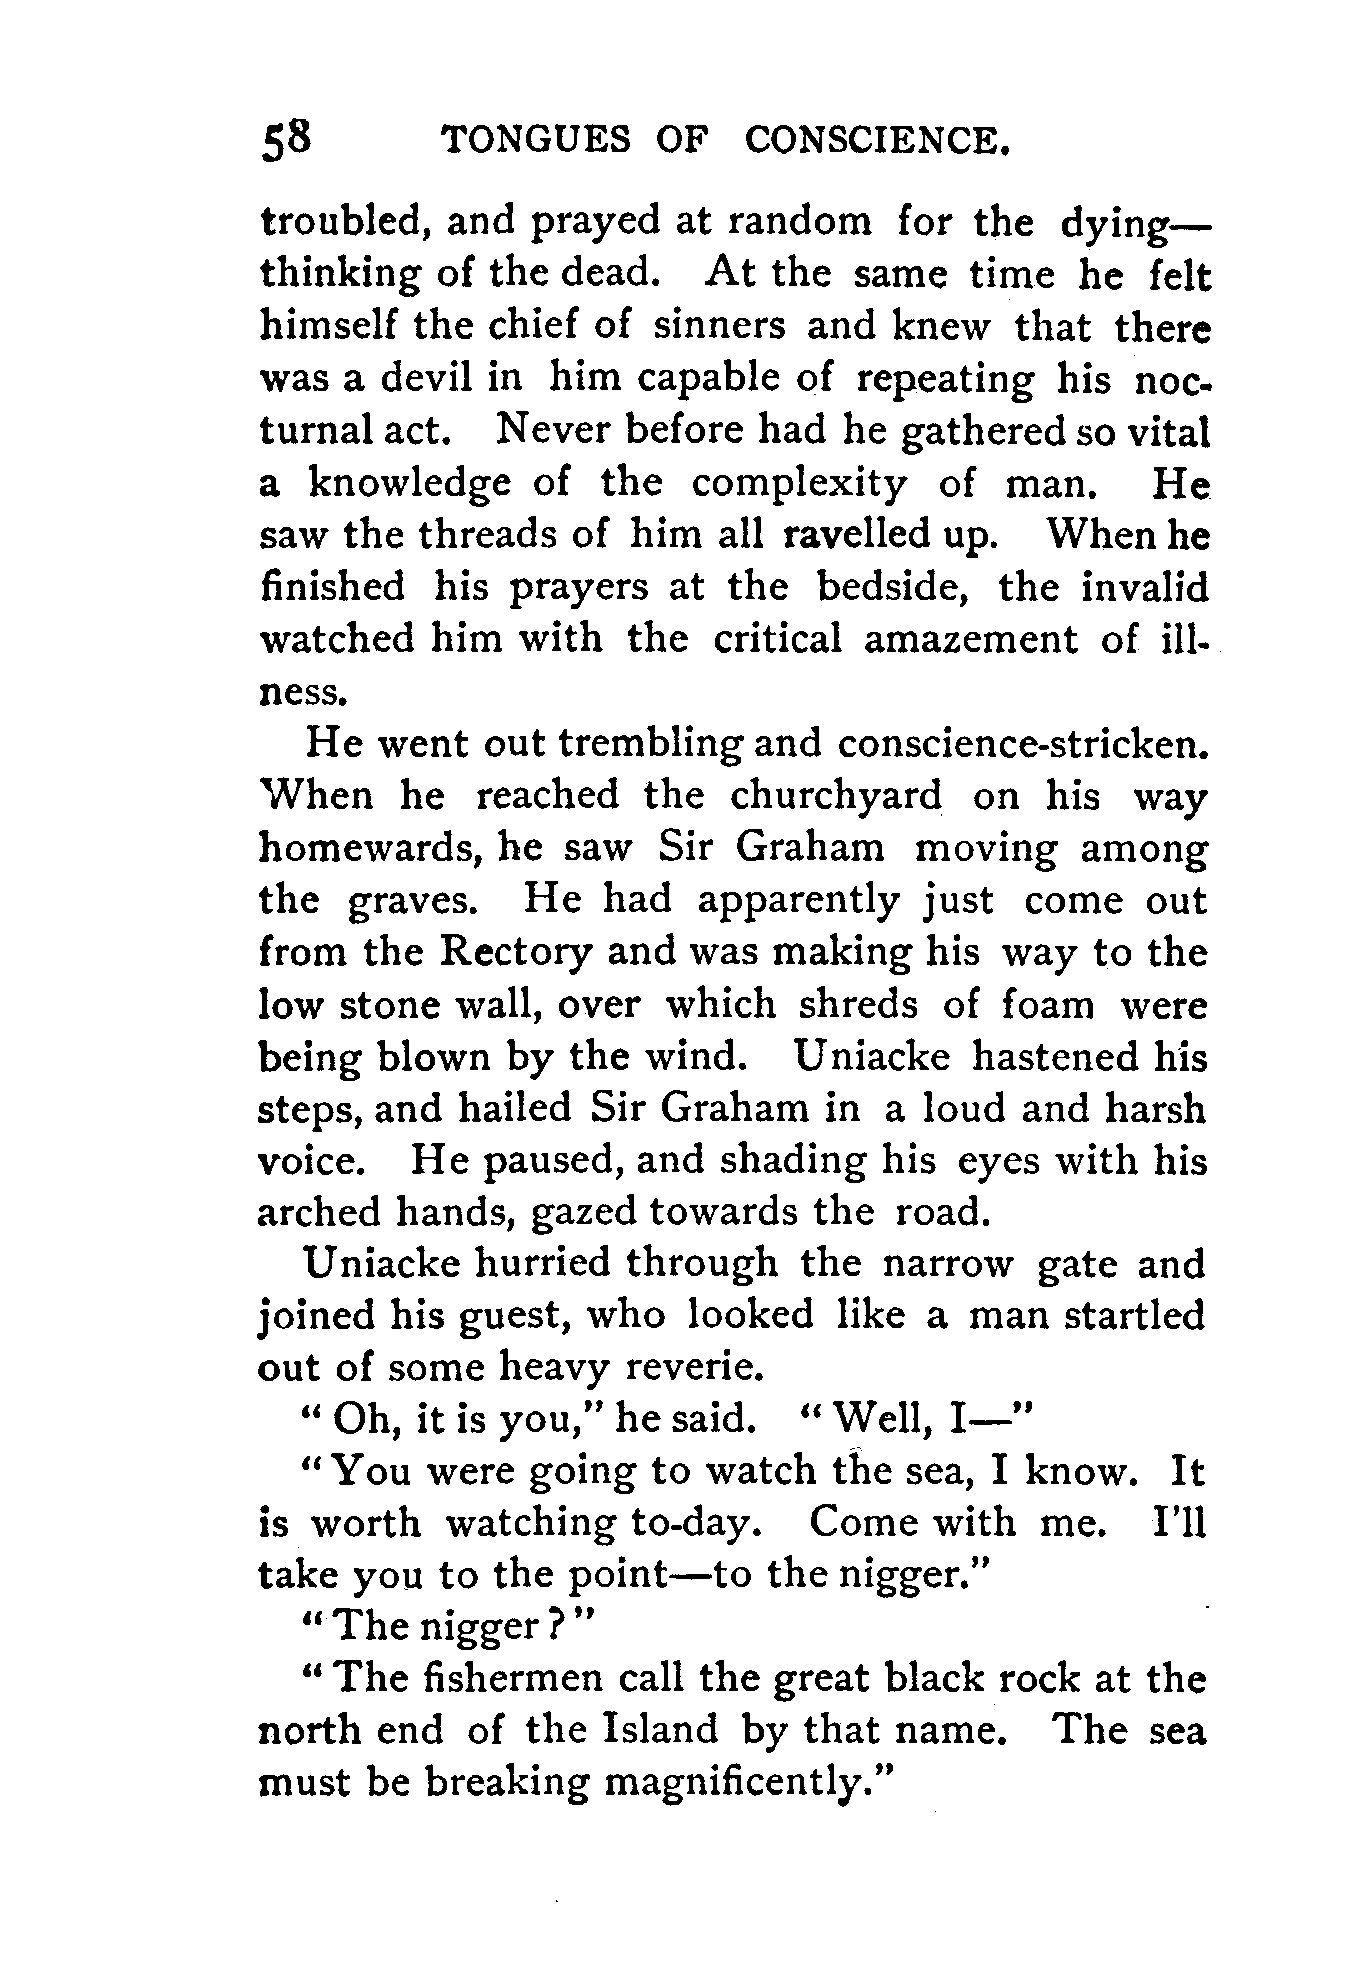 58 TONGUES OF CONSCIENCE.
troubled, and prayed at random for the dying—
thinking of the dead. At the same time he felt
himself the chief of sinners and knew that there
was a devil in him capable of repeating his noc-
turnal act. Never before had he gathered so vital
a knowledge of the complexity of man. He
saw the threads of him all ravelled up. When he
finished his prayers at the bedside, the invalid
watched him with the critical amazement of ill-
ness.
He went out trembling and conscience-stricken.
When he reached the churchyard on his way
homewards, he saw Sir Graham moving among
the graves. He had apparently just come out
from the Rectory and was making his way to the
low stone wall, over which shreds of foam were
being blown by the wind. Uniacke hastened his
steps, and hailed Sir Graham in a loud and harsh
voice. He paused, and shading his eyes with his
arched hands, gazed towards the road.
Uniacke hurried through the narrow gate and
joined his guest, who looked like a man startled
out of some heavy reverie.
"Oh, it is you," he said. "Well, I—"
"You were going to watch the sea, I know. It
is worth watching to-day. Come with me. I'll
take you to the point—to the nigger."
"The nigger?"
"The fishermen call the great black rock at the
north end of the Island by that name. The sea
must be breaking magnificently."